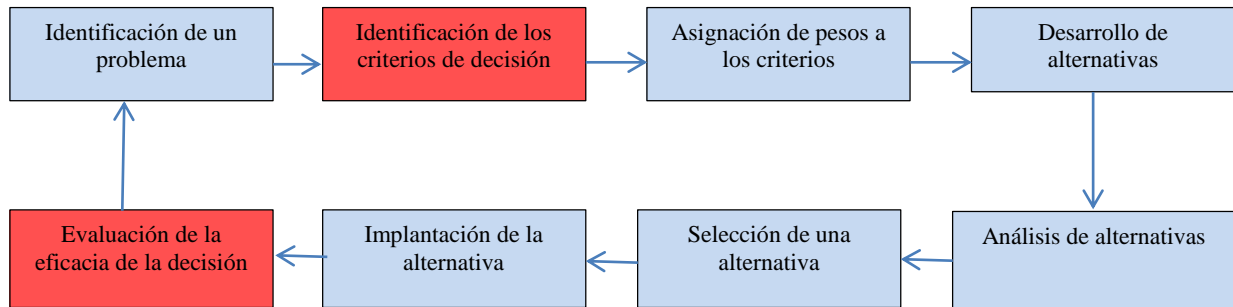 Identificación de un
problema
Identificación de los
criterios de decisión
Asignación de pesos a
los criterios
Desarrollo de
alternativas
Evaluación de la
eficacia de la decisión
Implantación de la
alternativa
Selección de una
alternativa
Análisis de alternativas